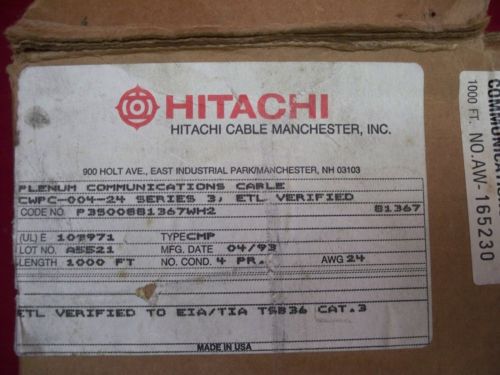 HITACHI
HITACHI CABLE MANCHESTER, INC.
900 HOLT AVE., EAST INDUSTRIAL PARK/MANCHESTER, NH 03103
PLENUM COMMUNICATIONS CABLE
CWPC-004-24 SERIES 3, ETL VERIFIED
CODE NO. P3500881367WH2 81367
(UL) E 107971 TYPE CMP
LOT NO. A5521 MFG. DATE 04/93
LENGTH 1000 FT NO. COND. 4 PR. AWG 24
ETL VERIFIED TO EIA/TIA TSB36 CAT.3
MADE IN USA
1000 FT. NO. AW-165230